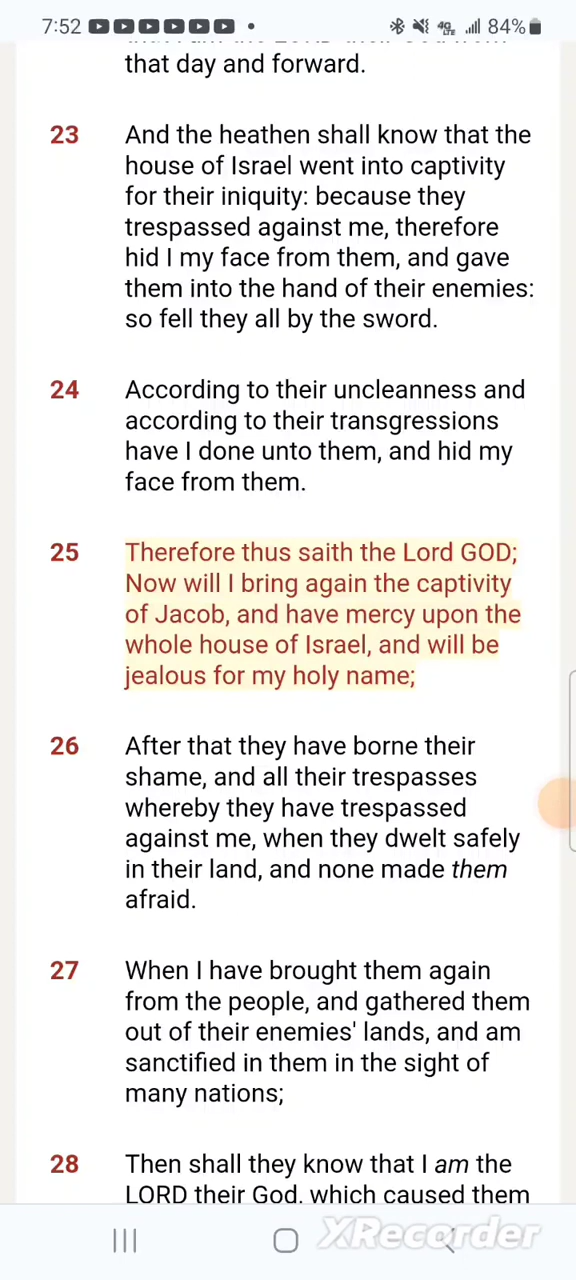 7:52 84%
that day and forward.
23 And the heathen shall know that the
house of Israel went into captivity
for their iniquity: because they
trespassed against me, therefore
hid I my face from them, and gave
them into the hand of their enemies:
so fell they all by the sword.
24 According to their uncleanness and
according to their transgressions
have I done unto them, and hid my
face from them.
25 Therefore thus saith the Lord GOD;
Now will I bring again the captivity
of Jacob, and have mercy upon the
whole house of Israel, and will be
jealous for my holy name;
26 After that they have borne their
shame, and all their trespasses
whereby they have trespassed
against me, when they dwelt safely
in their land, and none made them
afraid.
27 When I have brought them again
from the people, and gathered them
out of their enemies' lands, and am
sanctified in them in the sight of
many nations;
28 Then shall they know that I am the
LORD their God, which caused them
XRecorder